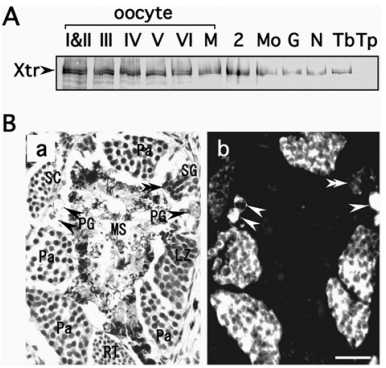 A
oocyte
I&II III IV V VI M 2 Mo G N Tb Tp
Xtr
B
a
b
Pa
SC
SG
PG
MS
PG
Pa
LZ
Pa
Pa
RT